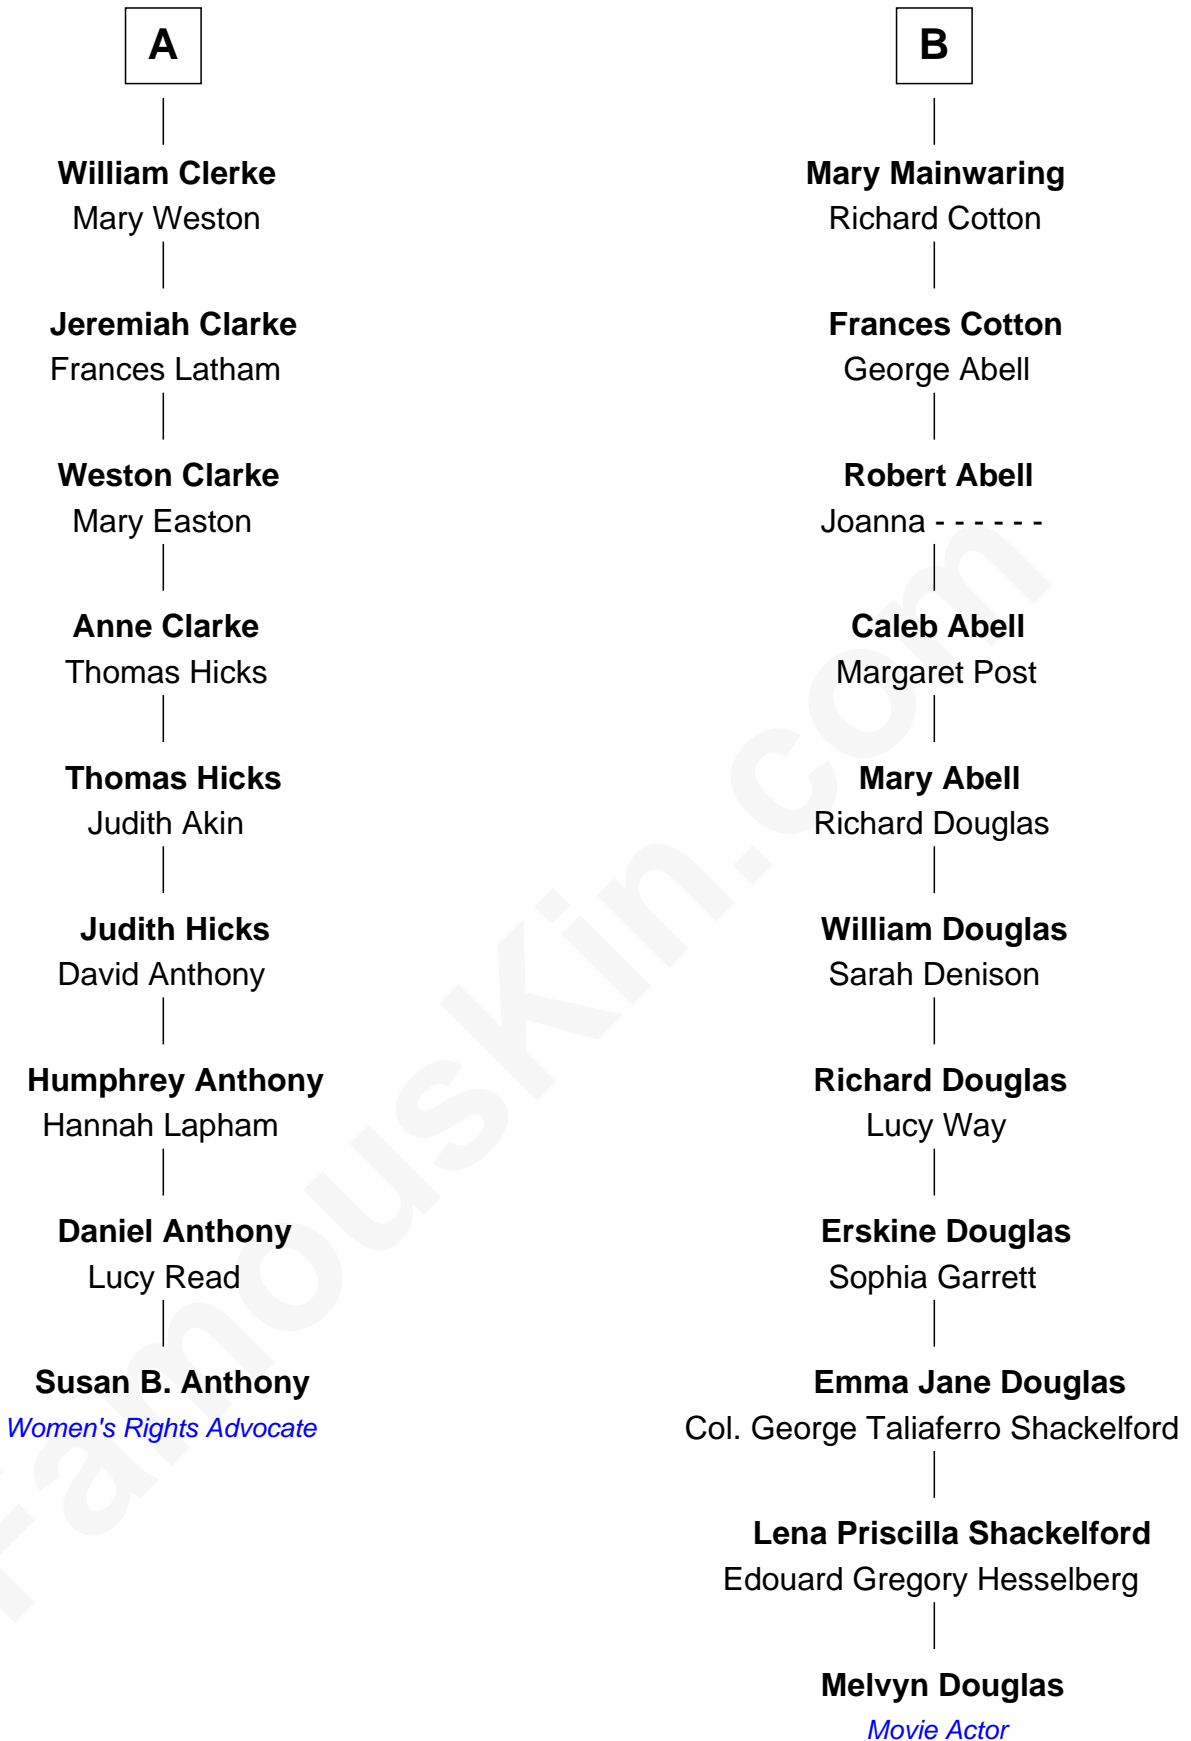 A
William Clerke
Mary Weston
Jeremiah Clarke
Frances Latham
Weston Clarke
Mary Easton
Anne Clarke
Thomas Hicks
Thomas Hicks
Judith Akin
Judith Hicks
David Anthony
Humphrey Anthony
Hannah Lapham
Daniel Anthony
Lucy Read
Susan B. Anthony
Women's Rights Advocate
B
Mary Mainwaring
Richard Cotton
Frances Cotton
George Abell
Robert Abell
Joanna - - - - - -
Caleb Abell
Margaret Post
Mary Abell
Richard Douglas
William Douglas
Sarah Denison
Richard Douglas
Lucy Way
Erskine Douglas
Sophia Garrett
Emma Jane Douglas
Col. George Taliaferro Shackelford
Lena Priscilla Shackelford
Edouard Gregory Hesselberg
Melvyn Douglas
Movie Actor
FamousKin.com